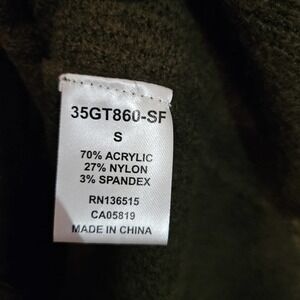 35GT860-SF
S
70% ACRYLIC
27% NYLON
3% SPANDEX
RN136515
CA05819
MADE IN CHINA